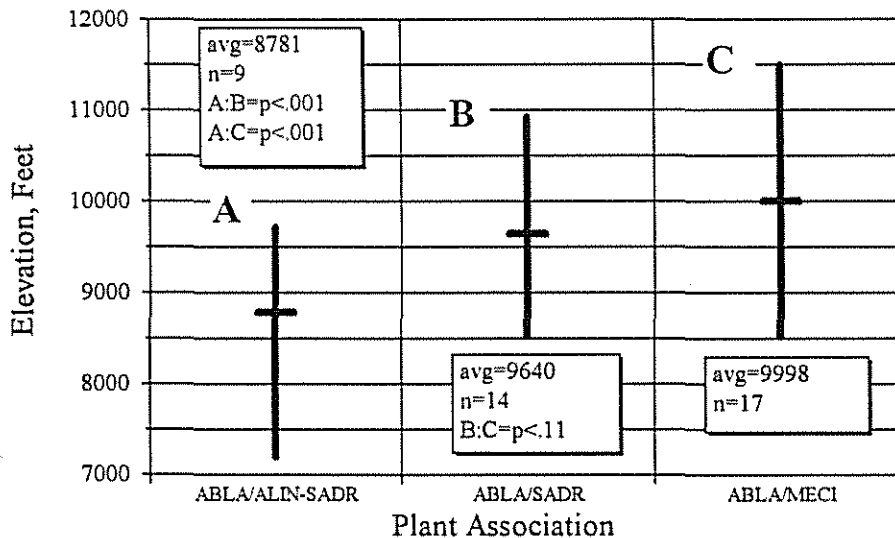 12000
11000
10000
9000
8000
7000
Elevation, Feet
avg=8781
n=9
A:B=p<.001
A:C=p<.001
A
B
C
avg=9640
n=14
B:C=p<.11
avg=9998
n=17
ABLA/ALIN-SADR
ABLA/SADR
ABLA/MECI
Plant Association